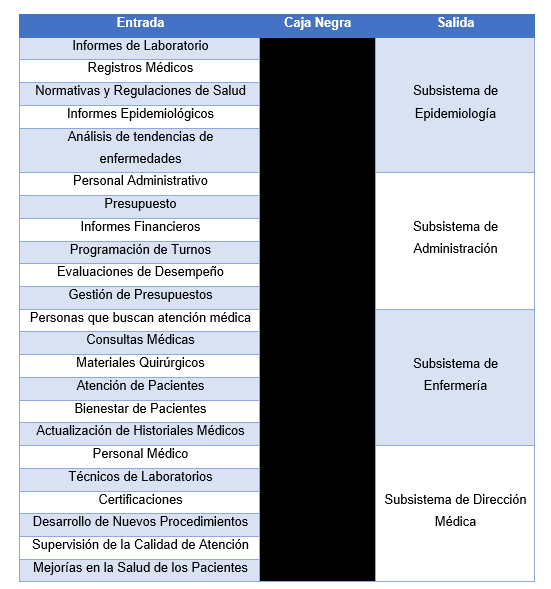 Entrada Caja Negra Salida
Informes de Laboratorio
Registros Médicos
Normativas y Regulaciones de Salud
Informes Epidemiológicos
Análisis de tendencias de
enfermedades
Subsistema de
Epidemiología
Personal Administrativo
Presupuesto
Informes Financieros
Programación de Turnos
Evaluaciones de Desempeño
Gestión de Presupuestos
Subsistema de
Administración
Personas que buscan atención médica
Consultas Médicas
Materiales Quirúrgicos
Atención de Pacientes
Bienestar de Pacientes
Actualización de Historiales Médicos
Subsistema de
Enfermería
Personal Médico
Técnicos de Laboratorios
Certificaciones
Desarrollo de Nuevos Procedimientos
Supervisión de la Calidad de Atención
Mejorías en la Salud de los Pacientes
Subsistema de Dirección
Médica